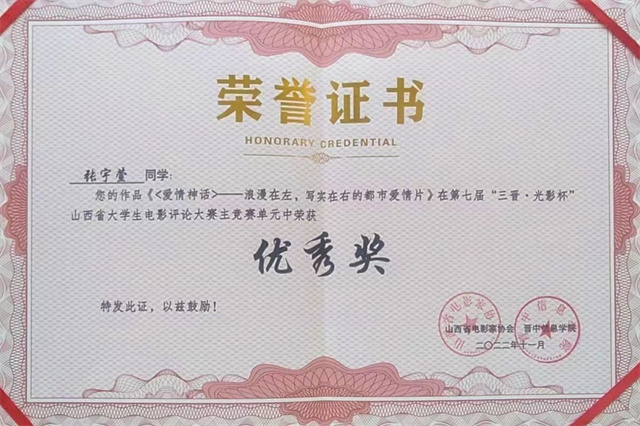 荣誉证书
HONORARY CREDENTIAL
张宇萱 同学：
您的作品《<爱情神话>——浪漫在左，写实在右的都市爱情片》在第七届“三晋·光影杯”
山西省大学生电影评论大赛主竞赛单元中荣获
优秀奖
特发此证，以兹鼓励！
山西省电影家协会 晋中信息学院
二〇二二年十一月